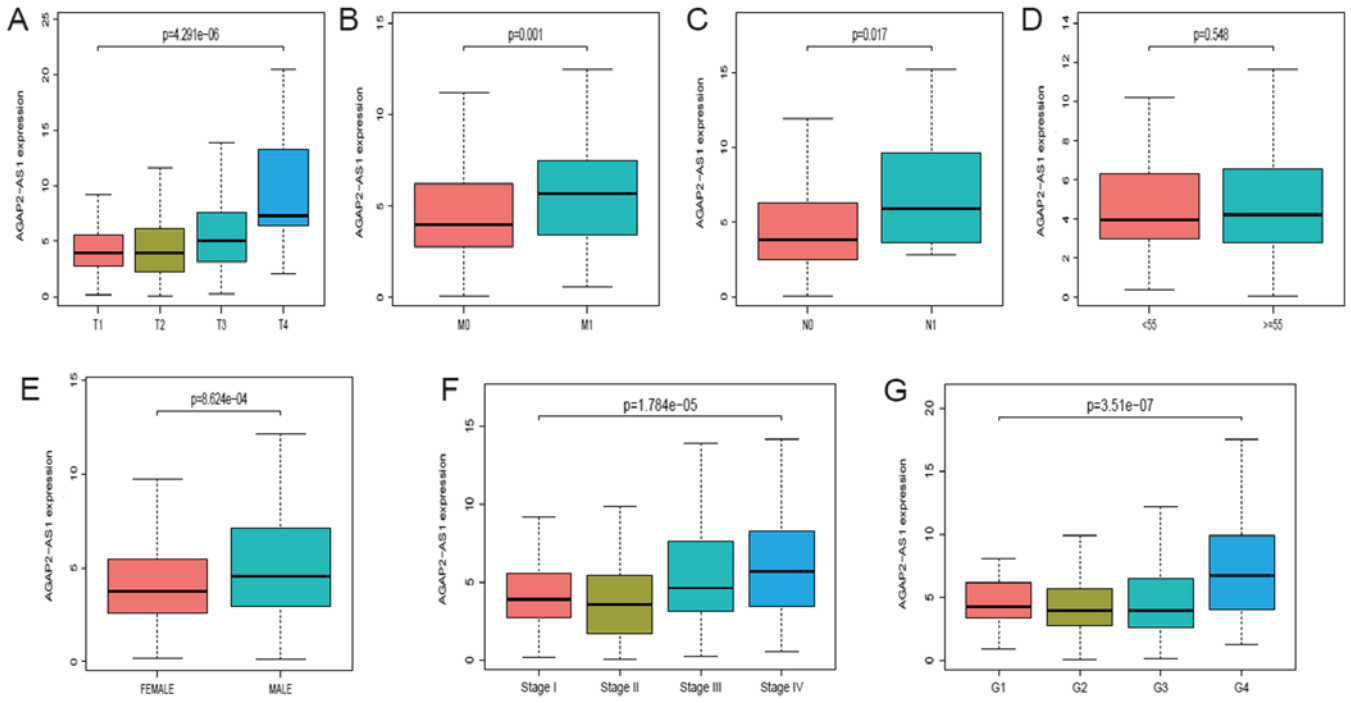 A
AGAP2-AS1 expression
25
20
15
10
5
0
p=4.291e-06
T1 T2 T3 T4
B
AGAP2-AS1 expression
15
10
5
0
p=0.001
M0 M1
C
AGAP2-AS1 expression
15
10
5
0
p=0.017
N0 N1
D
AGAP2-AS1 expression
14
12
10
8
6
4
2
0
p=0.548
<55 >=55
E
AGAP2-AS1 expression
15
10
5
0
p=8.624e-04
FEMALE MALE
F
AGAP2-AS1 expression
15
10
5
0
p=1.784e-05
Stage I Stage II Stage III Stage IV
G
AGAP2-AS1 expression
20
15
10
5
0
p=3.51e-07
G1 G2 G3 G4